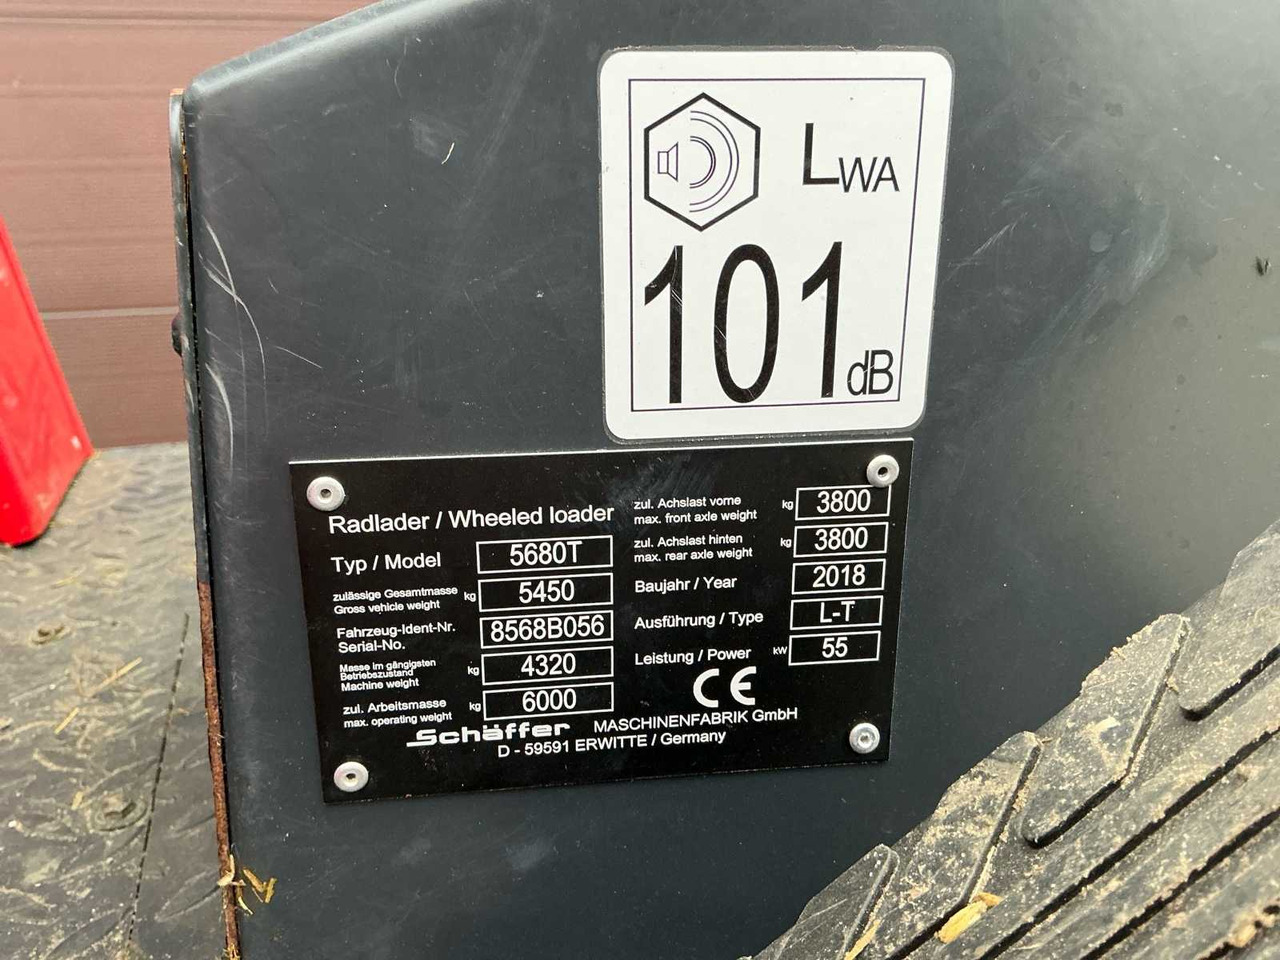 LWA
101 dB
Radlader / Wheeled loader
Typ / Model 5680T
zulässige Gesamtmasse
Gross vehicle weight kg 5450
Fahrzeug-Ident-Nr.
Serial-No. 8568B056
Masse im gängigsten
Betriebszustand
Machine weight kg 4320
zul. Arbeitsmasse
max. operating weight kg 6000
zul. Achslast vorne
max. front axle weight kg 3800
zul. Achslast hinten
max. rear axle weight kg 3800
Baujahr / Year 2018
Ausführung / Type L-T
Leistung / Power kW 55
CE
Schäffer MASCHINENFABRIK GmbH
D - 59591 ERWITTE / Germany